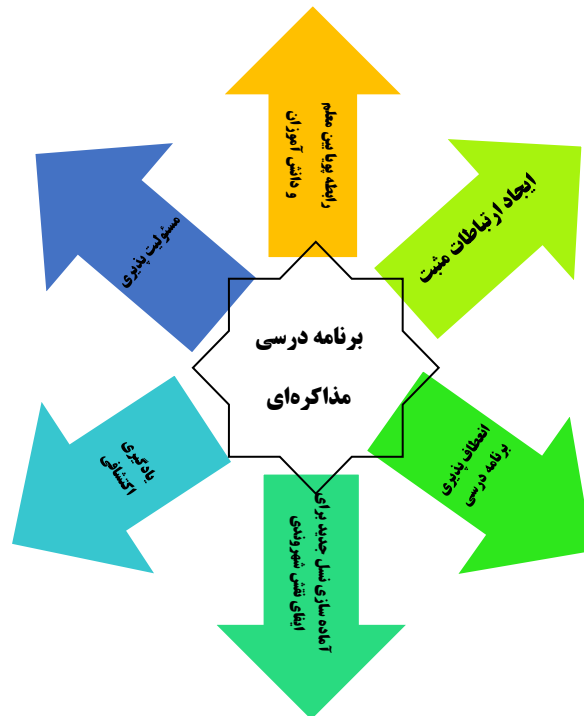 برنامه درسی
مذاکره‌ای
رابطه پویا بین معلم
و دانش آموزان
ایجاد ارتباطات مثبت
انعطاف پذیری
برنامه درسی
آماده سازی نسل جدید برای
ایفای نقش شهروندی
یادگیری
اکتشافی
مسئولیت پذیری